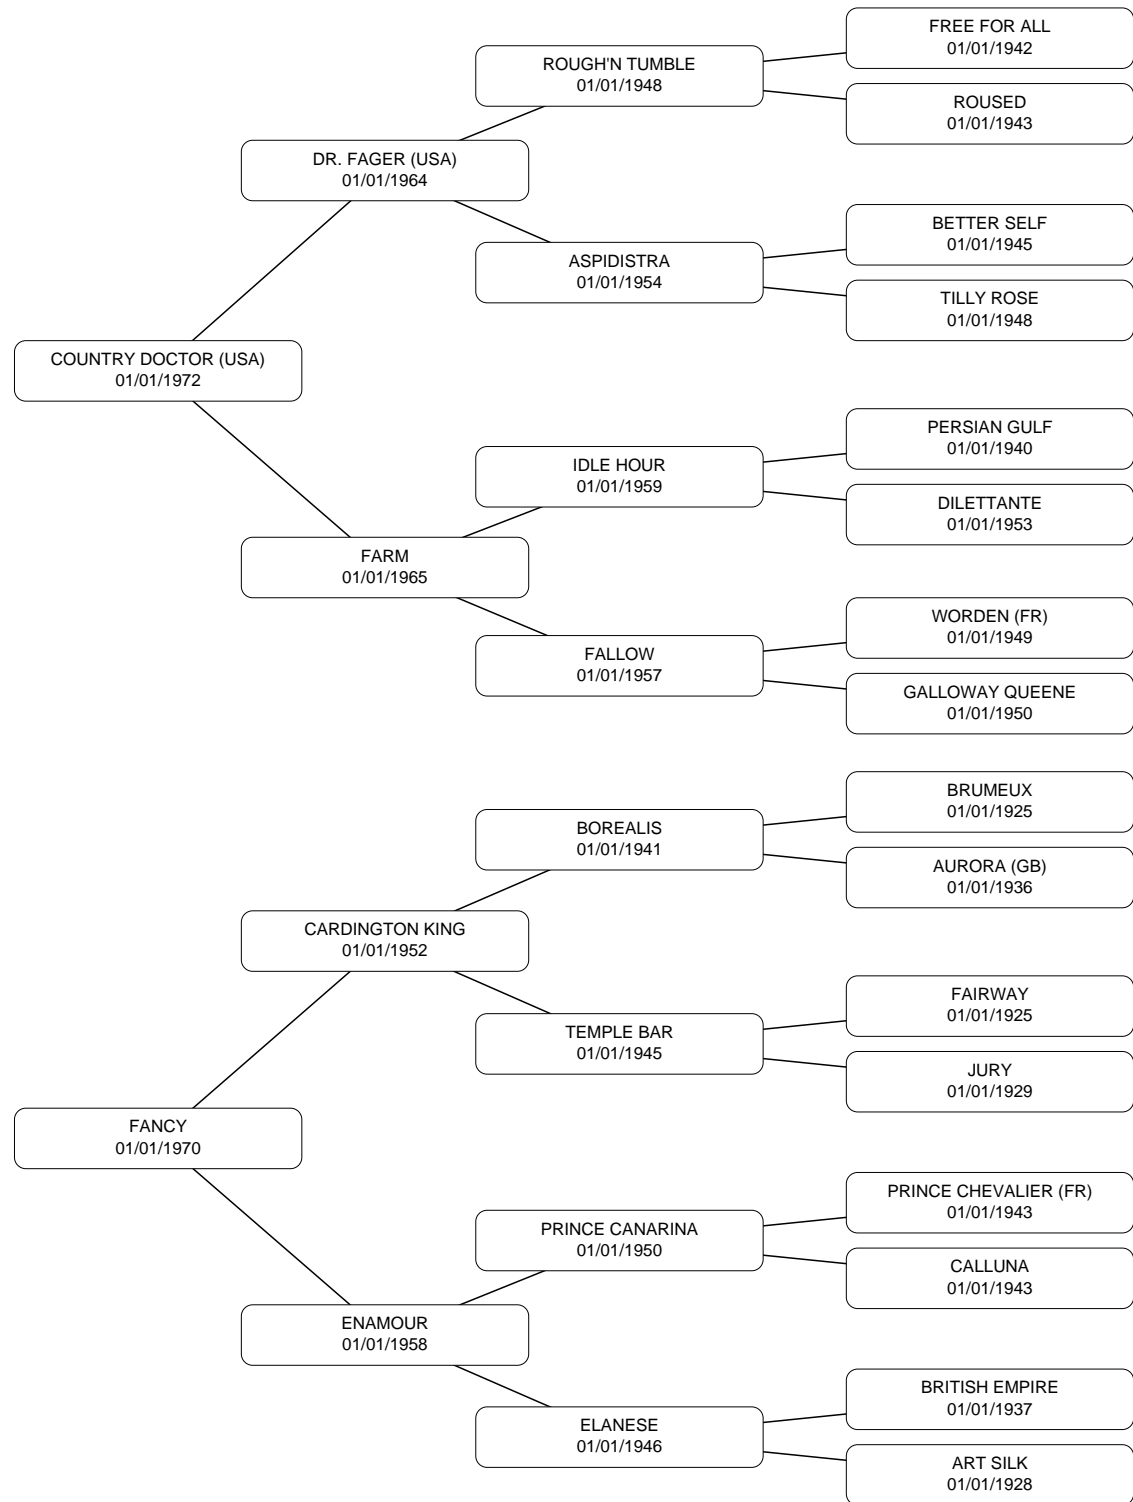 FREE FOR ALL
01/01/1942
ROUGH'N TUMBLE
01/01/1948
ROUSED
01/01/1943
DR. FAGER (USA)
01/01/1964
BETTER SELF
01/01/1945
ASPIDISTRA
01/01/1954
TILLY ROSE
01/01/1948
COUNTRY DOCTOR (USA)
01/01/1972
PERSIAN GULF
01/01/1940
IDLE HOUR
01/01/1959
DILETTANTE
01/01/1953
FARM
01/01/1965
WORDEN (FR)
01/01/1949
FALLOW
01/01/1957
GALLOWAY QUEENE
01/01/1950
BRUMEUX
01/01/1925
BOREALIS
01/01/1941
AURORA (GB)
01/01/1936
CARDINGTON KING
01/01/1952
FAIRWAY
01/01/1925
TEMPLE BAR
01/01/1945
JURY
01/01/1929
FANCY
01/01/1970
PRINCE CHEVALIER (FR)
01/01/1943
PRINCE CANARINA
01/01/1950
CALLUNA
01/01/1943
ENAMOUR
01/01/1958
BRITISH EMPIRE
01/01/1937
ELANESE
01/01/1946
ART SILK
01/01/1928